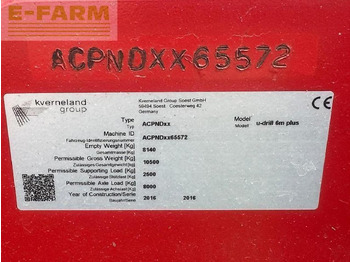 E-FARM
ACPNDXX65572
kverneland group
Kverneland Group Soest GmbH
59494 Soest Coesterweg 42
Germany
Type ACPNDxx Model u-drill 6m plus
Typ Modell
Machine ID ACPNDxx65572
Fahrzeug-Identifizierungsnummer
Empty Weight [Kg] 8140
Gesamtmasse [Kg]
Permissible Gross Weight [Kg] 10500
Zulässiges Gesamtgewicht [Kg]
Permissible Supporting Load [Kg] 2500
Zulässige Stützlast [Kg]
Permissible Axle Load [Kg] 8000
Zulässige Achslast [Kg]
Year of Construction/Serie 2016 2016
Baujahr/Serie